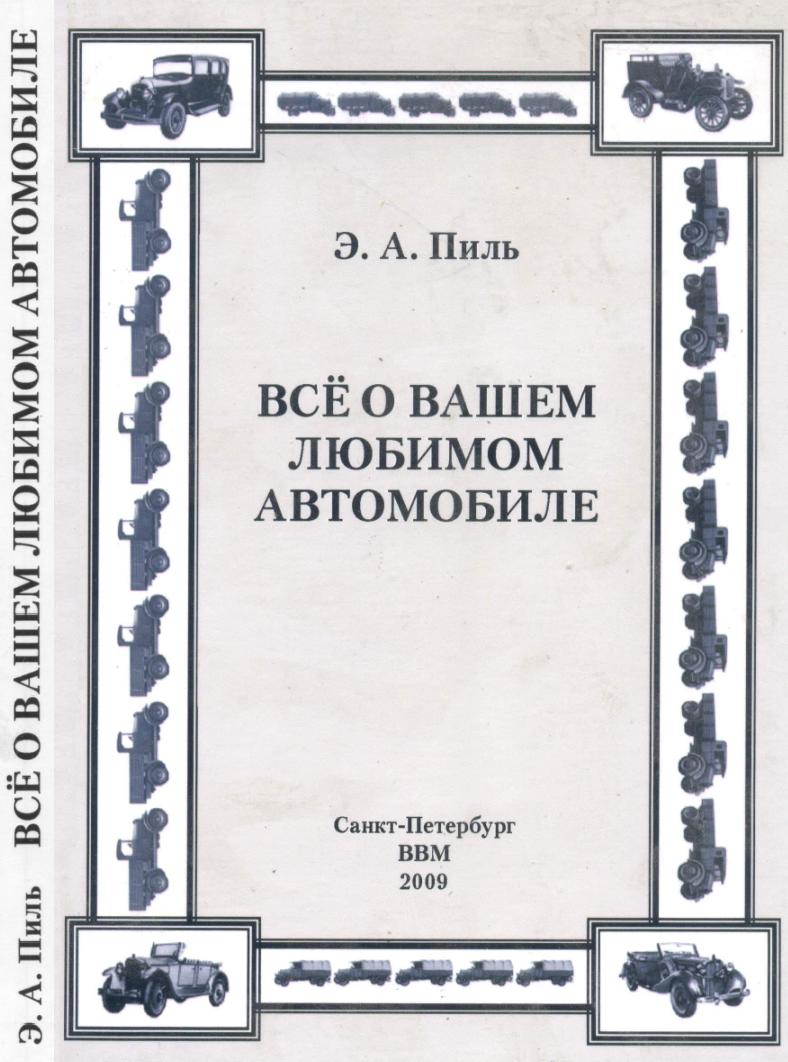 Э. А. Пиль ВСЁ О ВАШЕМ ЛЮБИМОМ АВТОМОБИЛЕ
Э. А. Пиль
ВСЁ О ВАШЕМ
ЛЮБИМОМ
АВТОМОБИЛЕ
Санкт-Петербург
ВВМ
2009